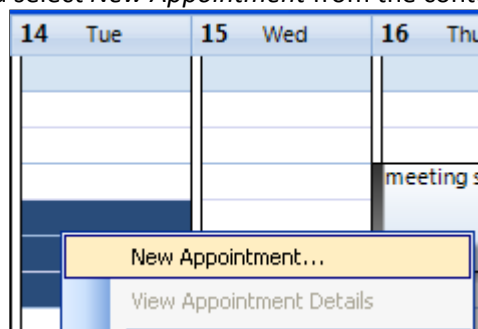 select New Appointment from the cont
14 Tue 15 Wed 16 Thu
meeting s
New Appointment...
View Appointment Details